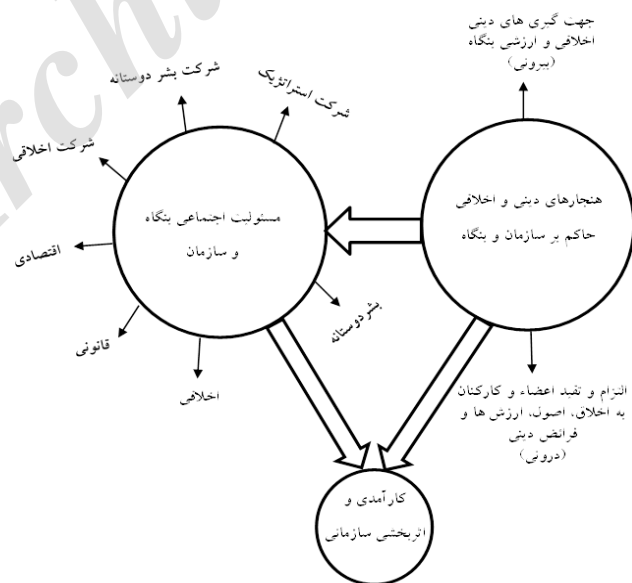 جهت گیری های دینی
اخلاقی و ارزشی بنگاه
(بیرونی)
هنجارهای دینی و اخلاقی
حاکم بر سازمان و بنگاه
التزام و تقید اعضاء و کارکنان
به اخلاق، اصول، ارزش ها و
فرائض دینی
(درونی)
شرکت استراتژیک
شرکت بشر دوستانه
شرکت اخلاقی
اقتصادی
قانونی
اخلاقی
بشردوستانه
مسئولیت اجتماعی بنگاه
و سازمان
کارآمدی و
اثربخشی سازمانی